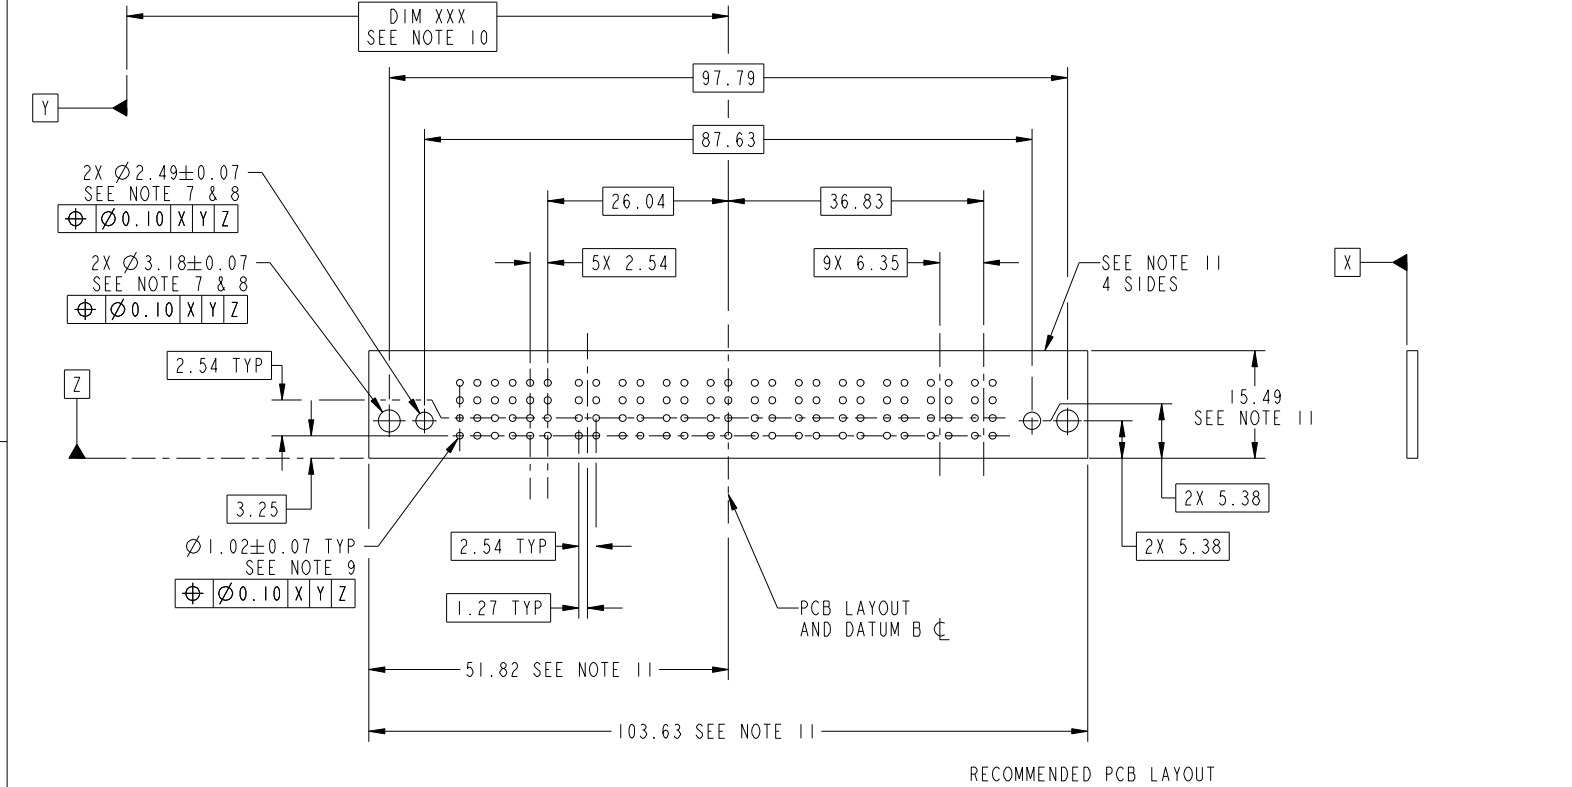 DIM XXX
SEE NOTE 10
97.79
Y
87.63
2X Ø2.49±0.07
SEE NOTE 7 & 8
⌖ Ø0.10 X Y Z
26.04
36.83
2X Ø3.18±0.07
SEE NOTE 7 & 8
⌖ Ø0.10 X Y Z
5X 2.54
9X 6.35
SEE NOTE 11
4 SIDES
X
2.54 TYP
Z
15.49
SEE NOTE 11
3.25
2X 5.38
2X 5.38
Ø1.02±0.07 TYP
SEE NOTE 9
⌖ Ø0.10 X Y Z
2.54 TYP
1.27 TYP
PCB LAYOUT
AND DATUM B ℄
51.82 SEE NOTE 11
103.63 SEE NOTE 11
RECOMMENDED PCB LAYOUT